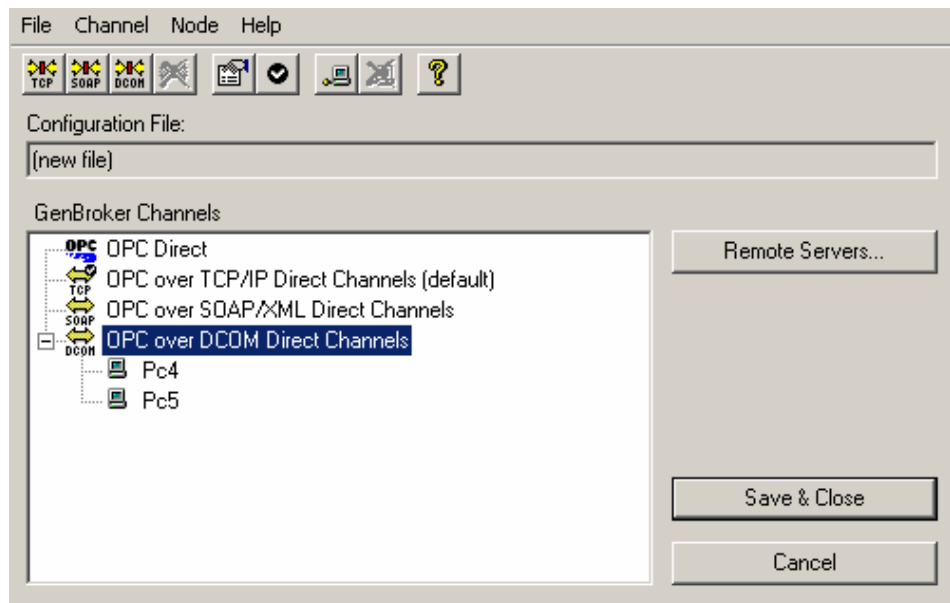 File Channel Node Help
TCP SOAP DCOM
Configuration File:
(new file)
GenBroker Channels
OPC OPC Direct
TCP OPC over TCP/IP Direct Channels (default)
SOAP OPC over SOAP/XML Direct Channels
DCOM OPC over DCOM Direct Channels
Pc4
Pc5
Remote Servers...
Save & Close
Cancel